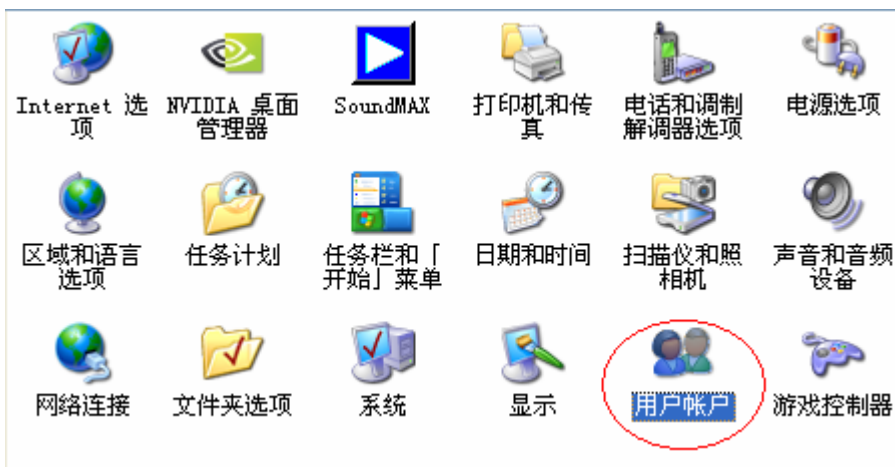 Internet 选 NVIDIA 桌面 SoundMAX 打印机和传 电话和调制 电源选项
项 管理器 真 解调器选项
区域和语言 任务计划 任务栏和「 日期和时间 扫描仪和照 声音和音频
选项 开始」菜单 相机 设备
网络连接 文件夹选项 系统 显示 用户帐户 游戏控制器